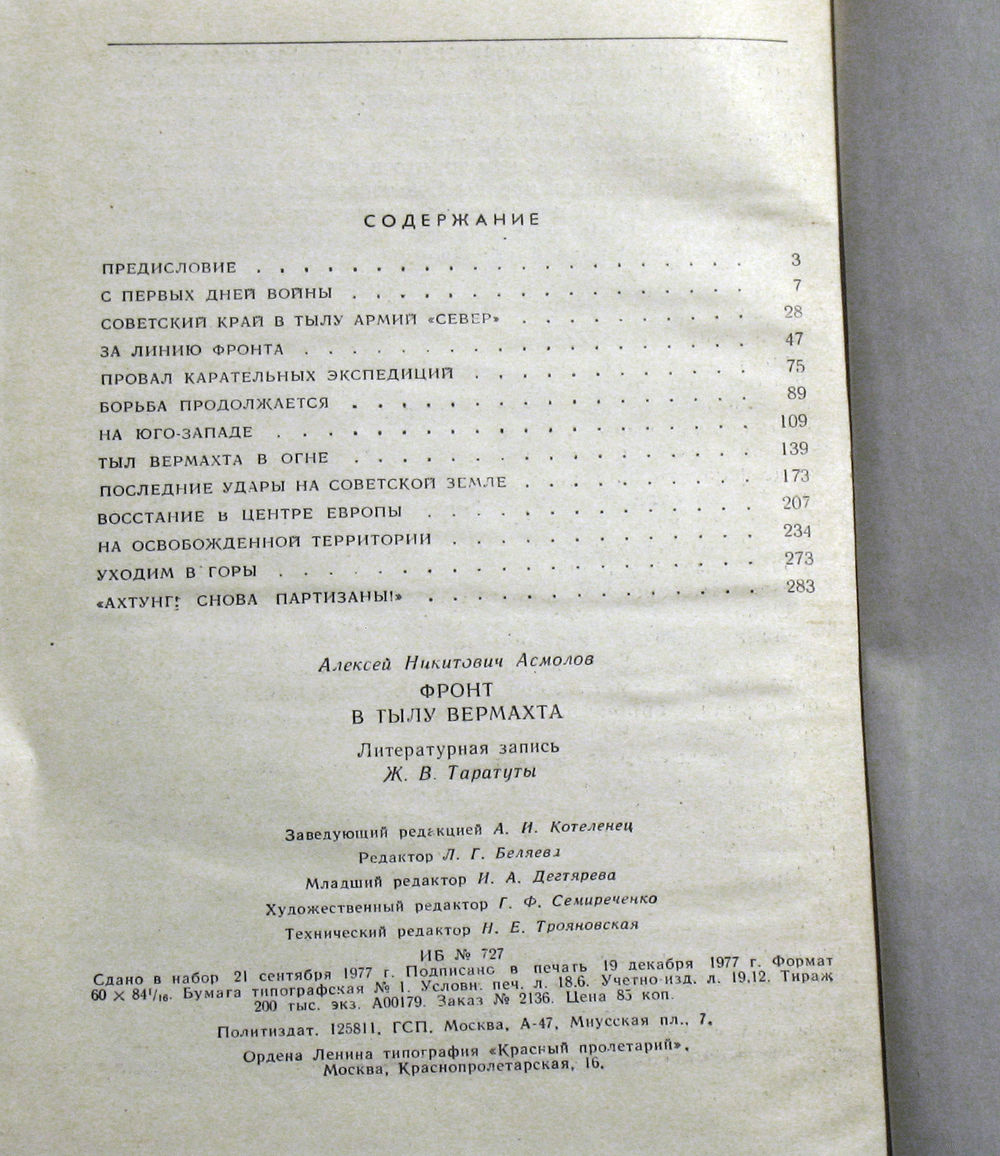 СОДЕРЖАНИЕ
ПРЕДИСЛОВИЕ . . . . . . . . . . . . . . . . . 3
С ПЕРВЫХ ДНЕЙ ВОЙНЫ . . . . . . . . . . . . . . 7
СОВЕТСКИЙ КРАЙ В ТЫЛУ АРМИЙ «СЕВЕР» . . . . . . . . . . 28
ЗА ЛИНИЮ ФРОНТА . . . . . . . . . . . . . . . . 47
ПРОВАЛ КАРАТЕЛЬНЫХ ЭКСПЕДИЦИЙ . . . . . . . . . . . . 75
БОРЬБА ПРОДОЛЖАЕТСЯ . . . . . . . . . . . . . . . 89
НА ЮГО-ЗАПАДЕ . . . . . . . . . . . . . . . . . 109
ТЫЛ ВЕРМАХТА В ОГНЕ . . . . . . . . . . . . . . . 139
ПОСЛЕДНИЕ УДАРЫ НА СОВЕТСКОЙ ЗЕМЛЕ . . . . . . . . . . 173
ВОССТАНИЕ В ЦЕНТРЕ ЕВРОПЫ . . . . . . . . . . . . . 207
НА ОСВОБОЖДЕННОЙ ТЕРРИТОРИИ . . . . . . . . . . . . 234
УХОДИМ В ГОРЫ . . . . . . . . . . . . . . . . . 273
«АХТУНГ! СНОВА ПАРТИЗАНЫ!» . . . . . . . . . . . . . 283
Алексей Никитович Асмолов
ФРОНТ
В ТЫЛУ ВЕРМАХТА
Литературная запись
Ж. В. Таратуты
Заведующий редакцией А. И. Котеленец
Редактор Л. Г. Беляева
Младший редактор И. А. Дегтярева
Художественный редактор Г. Ф. Семиреченко
Технический редактор Н. Е. Трояновская
ИБ № 727
Сдано в набор 21 сентября 1977 г. Подписано в печать 19 декабря 1977 г. Формат
60 × 84¹/₁₆. Бумага типографская № 1. Условн. печ. л. 18.6. Учетно-изд. л. 19,12. Тираж
200 тыс. экз. А00179. Заказ № 2136. Цена 85 коп.
Политиздат. 125811, ГСП, Москва, А-47, Миусская пл., 7.
Ордена Ленина типография «Красный пролетарий».
Москва, Краснопролетарская, 16.